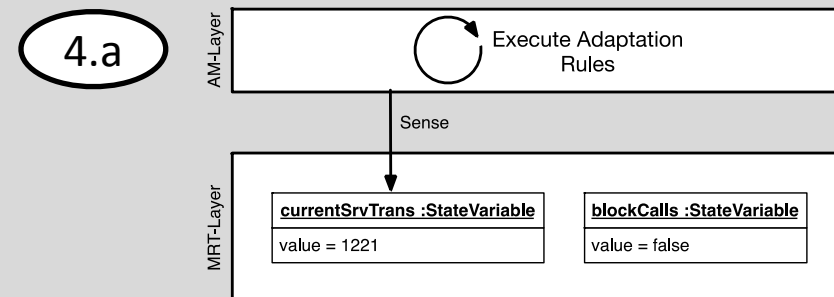 4.a
AM-Layer
Execute Adaptation
Rules
Sense
MRT-Layer
currentSrvTrans :StateVariable
value = 1221
blockCalls :StateVariable
value = false